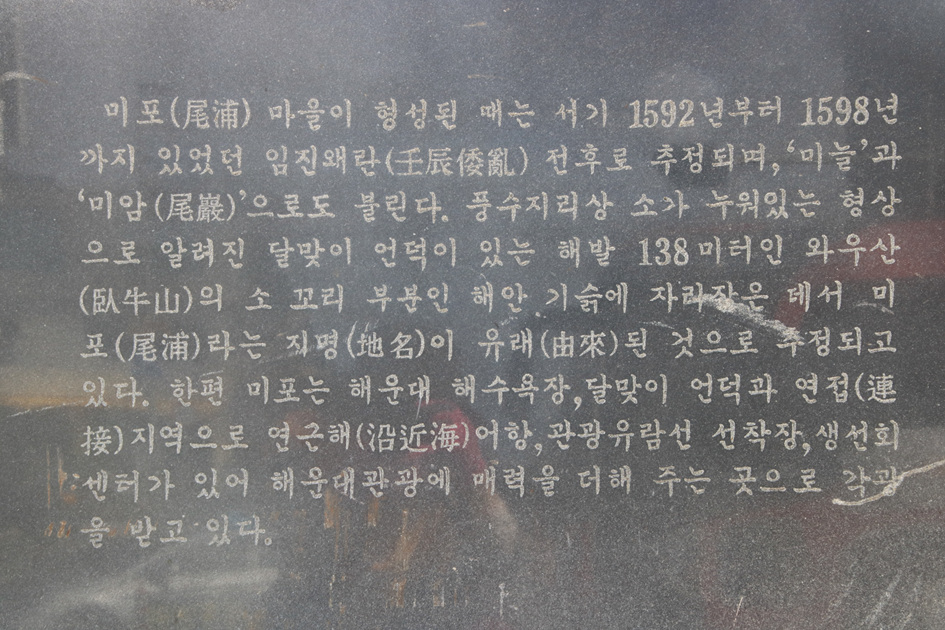 미포(尾浦) 마을이 형성된 때는 서기 1592년부터 1598년
까지 있었던 임진왜란(壬辰倭亂) 전후로 추정되며,‘미늘’과
‘미암(尾巖)’으로도 불린다. 풍수지리상 소가 누워있는 형상
으로 알려진 달맞이 언덕이 있는 해발 138미터인 와우산
(臥牛山)의 소 꼬리 부분인 해안 기슭에 자리잡은 데서 미
포(尾浦)라는 지명(地名)이 유래(由來)된 것으로 추정되고
있다. 한편 미포는 해운대 해수욕장,달맞이 언덕과 연접(連
接)지역으로 연근해(沿近海)어항,관광유람선 선착장,생선회
센터가 있어 해운대관광에 매력을 더해 주는 곳으로 각광
을 받고 있다.